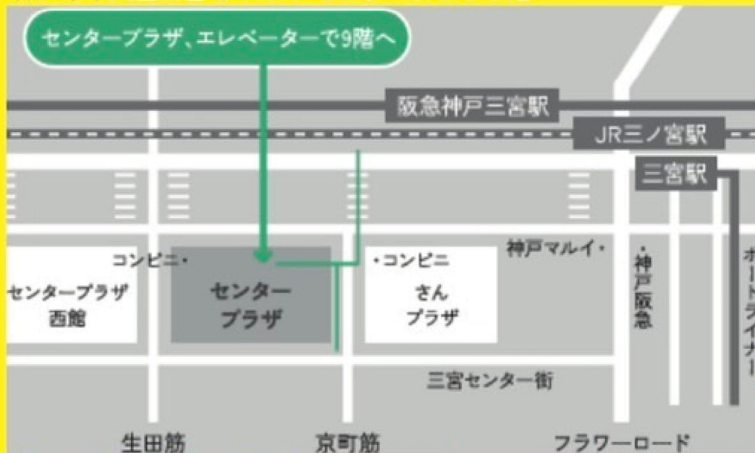 センタープラザ、エレベーターで9階へ
阪急神戸三宮駅
JR三ノ宮駅
三宮駅
コンビニ・
・コンビニ
神戸マルイ・
・神戸阪急
ポートライナー
センタープラザ
西館
センター
プラザ
さん
プラザ
三宮センター街
生田筋
京町筋
フラワーロード